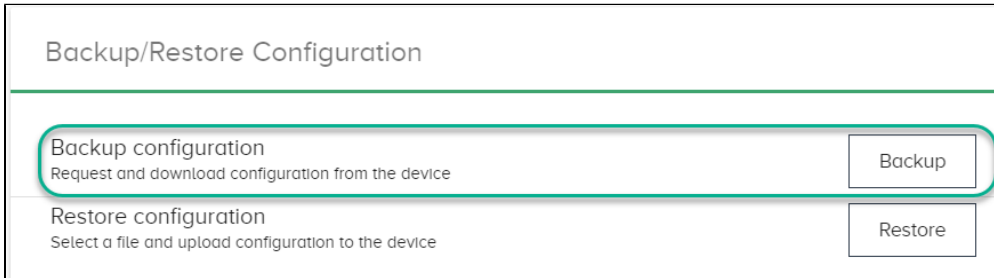 Backup/Restore Configuration
Backup configuration
Request and download configuration from the device
Backup
Restore configuration
Select a file and upload configuration to the device
Restore